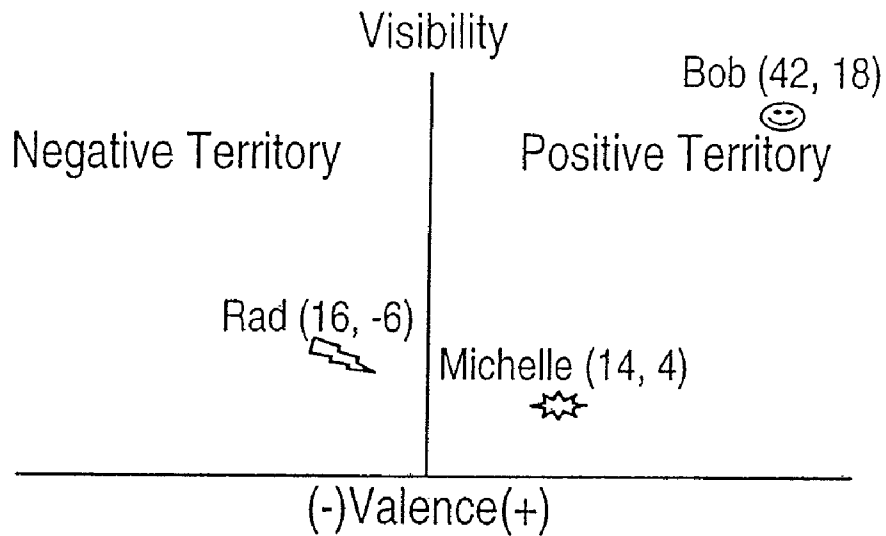 Visibility
Bob (42, 18)
Negative Territory
Positive Territory
Rad (16, -6)
Michelle (14, 4)
(-)Valence(+)